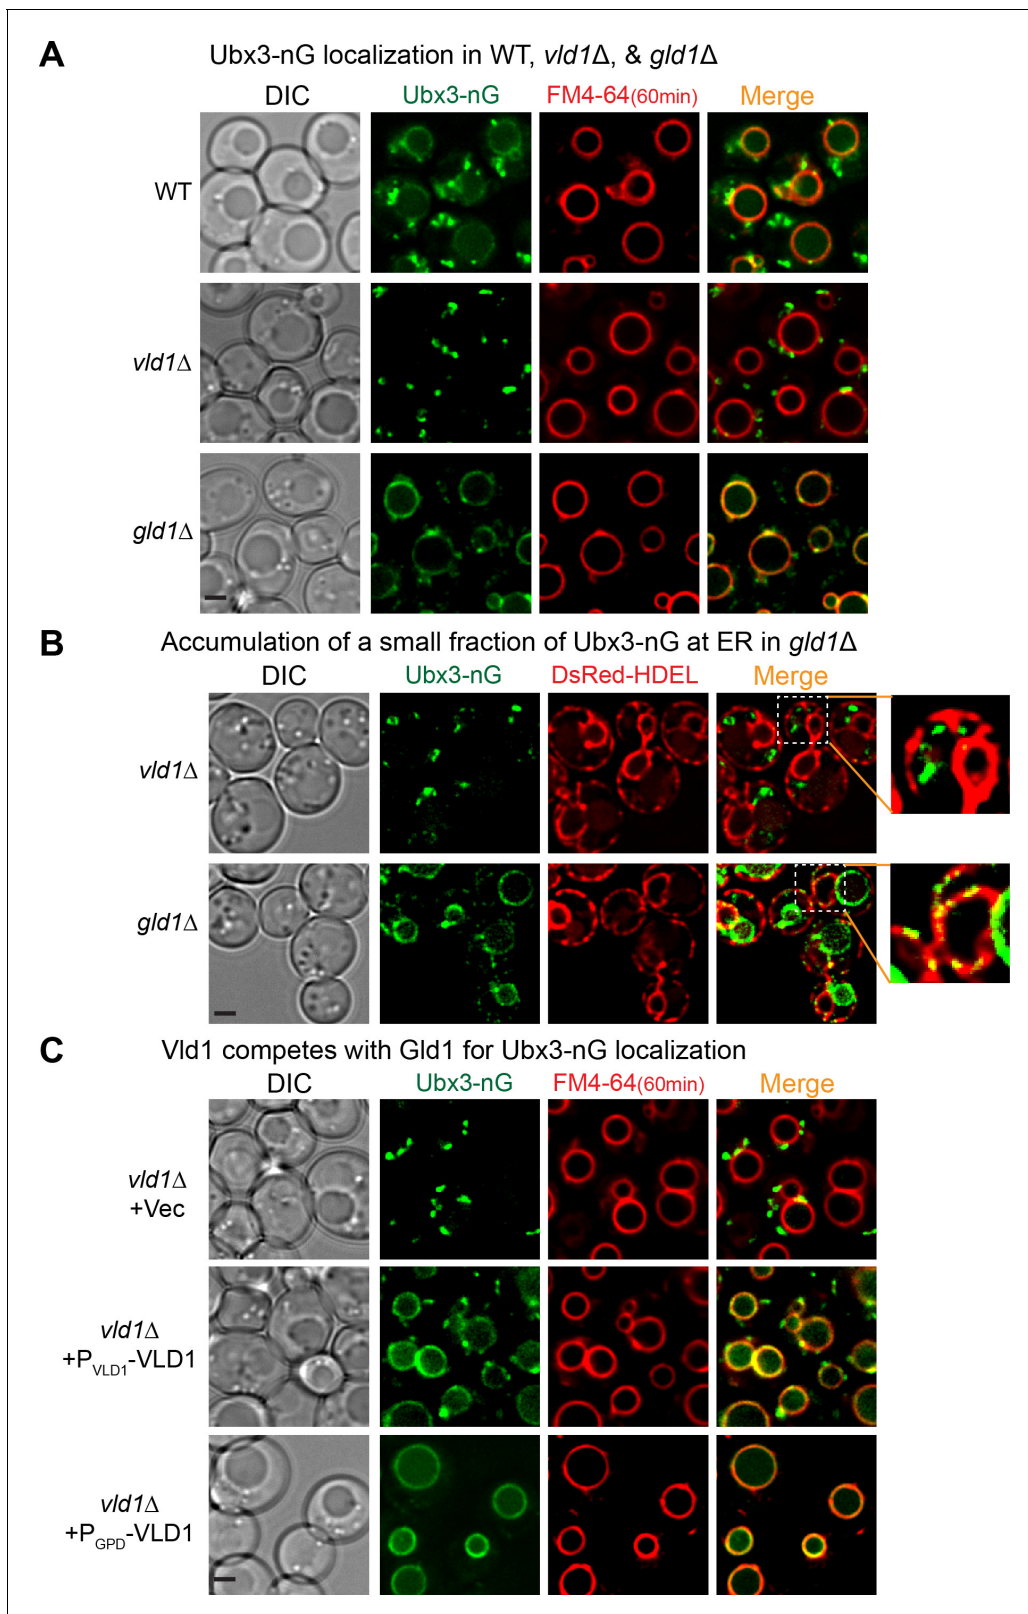 A
Ubx3-nG localization in WT, vld1Δ, & gld1Δ
DIC Ubx3-nG FM4-64(60min) Merge
WT
vld1Δ
gld1Δ
B
Accumulation of a small fraction of Ubx3-nG at ER in gld1Δ
DIC Ubx3-nG DsRed-HDEL Merge
vld1Δ
gld1Δ
C
Vld1 competes with Gld1 for Ubx3-nG localization
DIC Ubx3-nG FM4-64(60min) Merge
vld1Δ
+Vec
vld1Δ
+PVLD1-VLD1
vld1Δ
+PGPD-VLD1